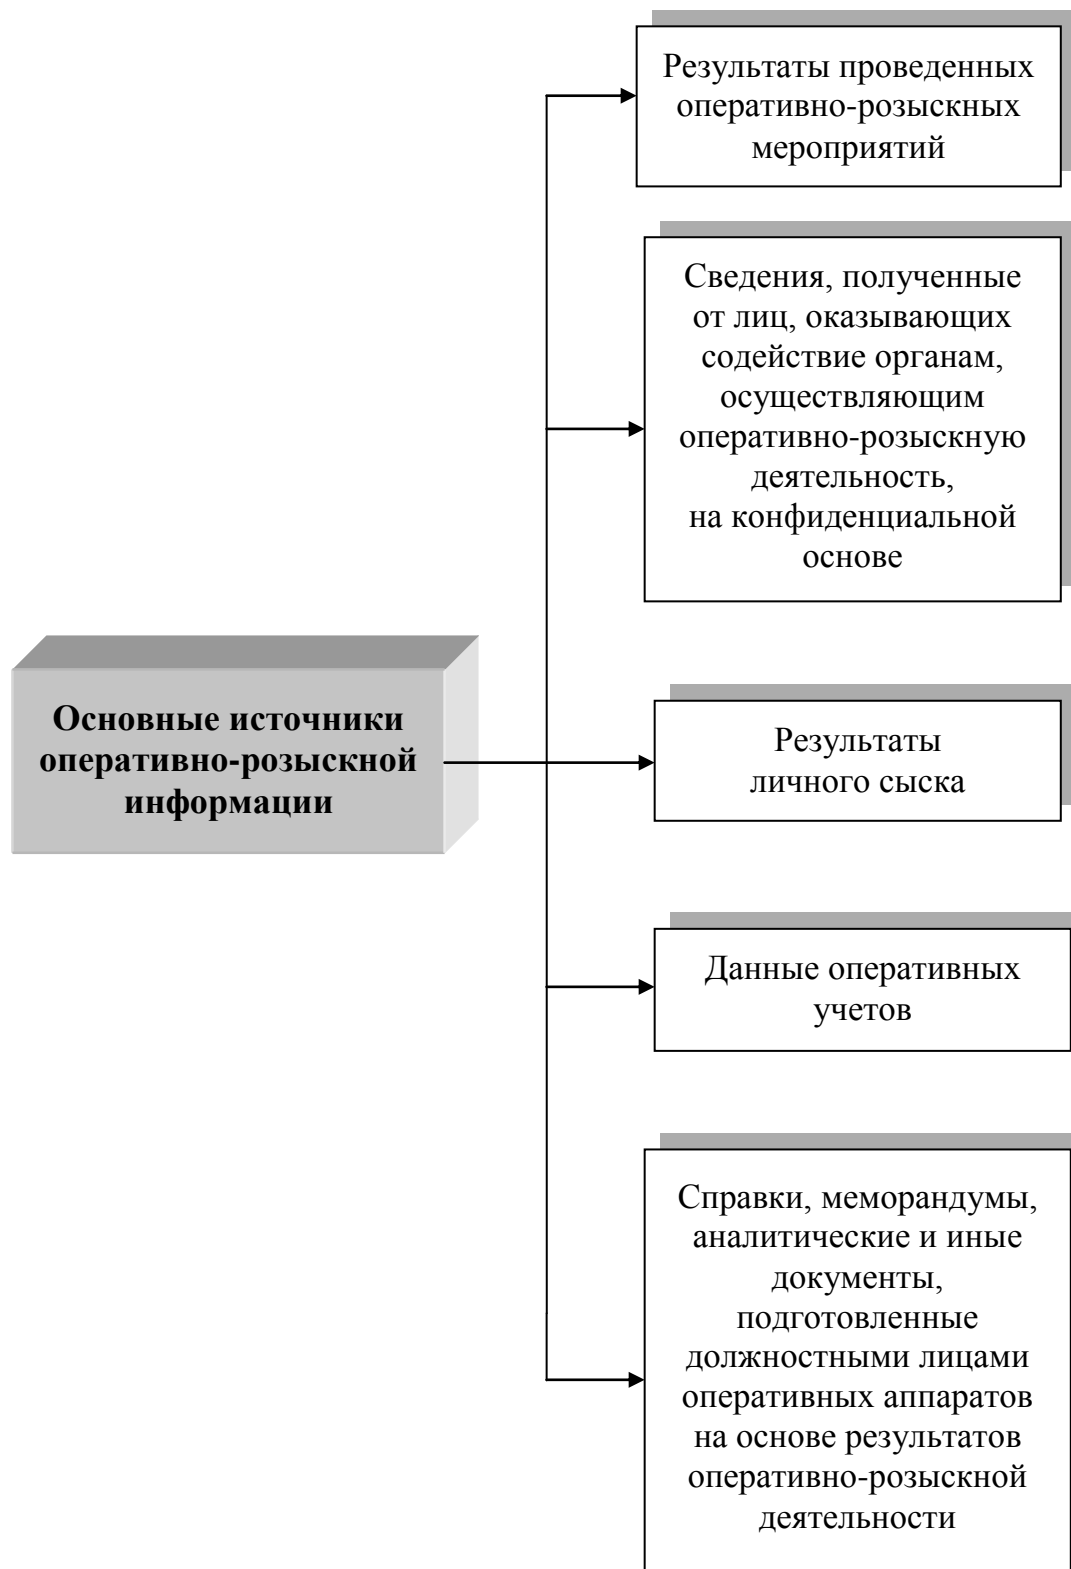 Результаты проведенных
оперативно-розыскных
мероприятий
Сведения, полученные
от лиц, оказывающих
содействие органам,
осуществляющим
оперативно-розыскную
деятельность,
на конфиденциальной
основе
Основные источники
оперативно-розыскной
информации
Результаты
личного сыска
Данные оперативных
учетов
Справки, меморандумы,
аналитические и иные
документы,
подготовленные
должностными лицами
оперативных аппаратов
на основе результатов
оперативно-розыскной
деятельности